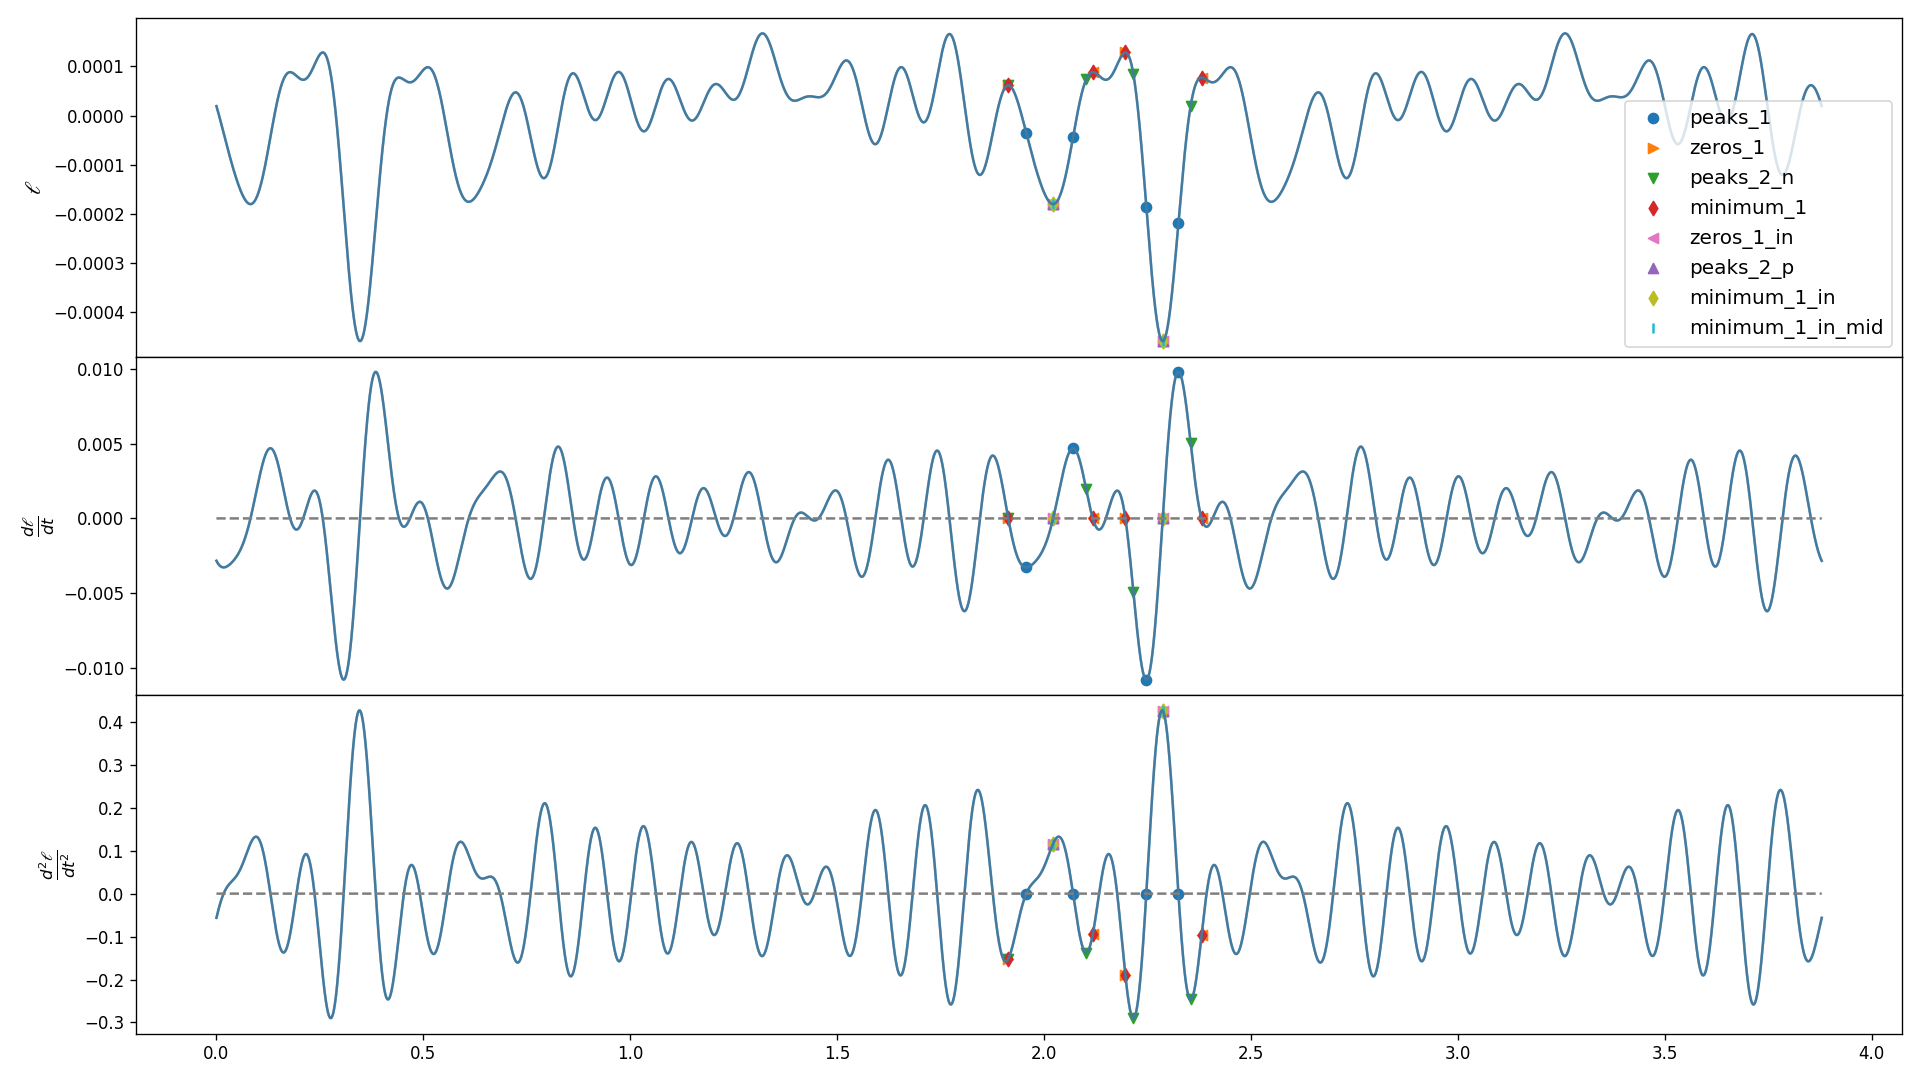 0.0001
0.0000
−0.0001
−0.0002
−0.0003
−0.0004
ℓ
peaks_1
zeros_1
peaks_2_n
minimum_1
zeros_1_in
peaks_2_p
minimum_1_in
minimum_1_in_mid
0.010
0.005
0.000
−0.005
−0.010
dℓ
dt
0.4
0.3
0.2
0.1
0.0
−0.1
−0.2
−0.3
d²ℓ
dt²
0.0 0.5 1.0 1.5 2.0 2.5 3.0 3.5 4.0